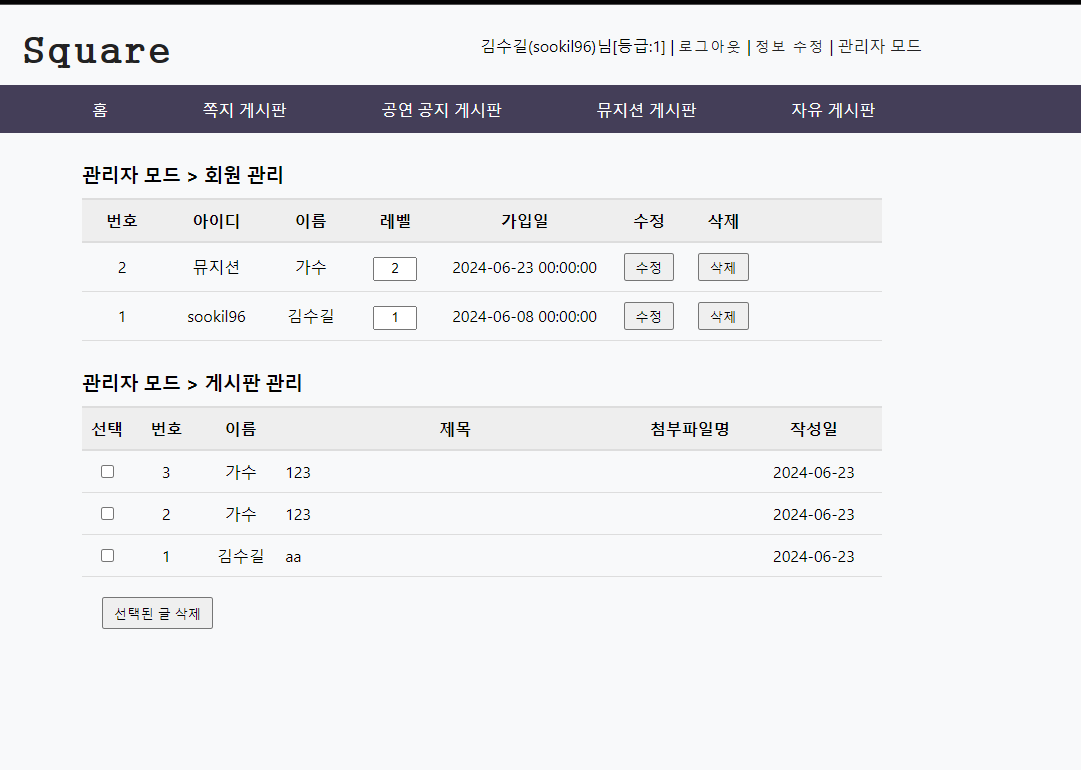 Square
김수길(sookil96)님[등급:1] | 로그아웃 | 정보 수정 | 관리자 모드
홈 쪽지 게시판 공연 공지 게시판 뮤지션 게시판 자유 게시판
관리자 모드 > 회원 관리
번호 아이디 이름 레벨 가입일 수정 삭제
2 뮤지션 가수 2 2024-06-23 00:00:00 수정 삭제
1 sookil96 김수길 1 2024-06-08 00:00:00 수정 삭제
관리자 모드 > 게시판 관리
선택 번호 이름 제목 첨부파일명 작성일
3 가수 123 2024-06-23
2 가수 123 2024-06-23
1 김수길 aa 2024-06-23
선택된 글 삭제